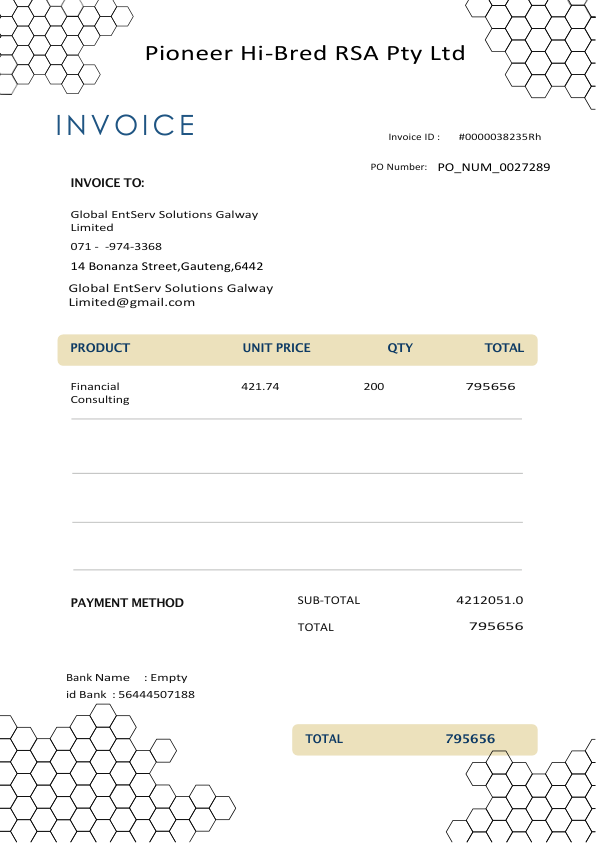 Pioneer Hi-Bred RSA Pty Ltd
INVOICE
Invoice ID : #0000038235Rh
PO Number: PO_NUM_0027289
INVOICE TO:
Global EntServ Solutions Galway
Limited
071 - -974-3368
14 Bonanza Street,Gauteng,6442
Global EntServ Solutions Galway
Limited@gmail.com
PRODUCT UNIT PRICE QTY TOTAL
Financial 421.74 200 795656
Consulting
PAYMENT METHOD
SUB-TOTAL 4212051.0
TOTAL 795656
Bank Name : Empty
id Bank : 56444507188
TOTAL 795656